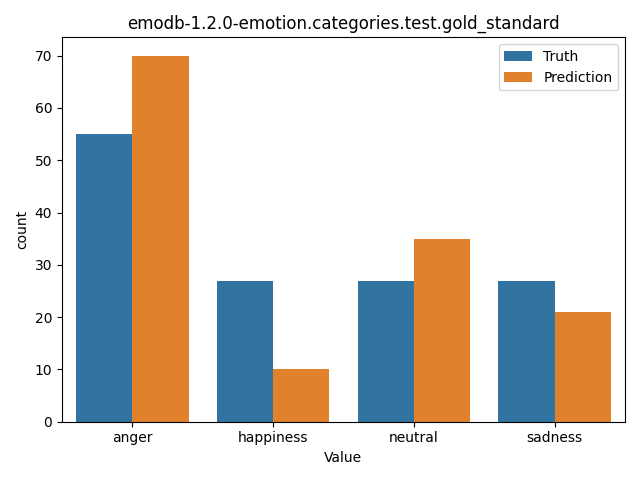 emodb-1.2.0-emotion.categories.test.gold_standard
Truth
Prediction
70
60
50
40
30
20
10
0
count
anger happiness neutral sadness
Value